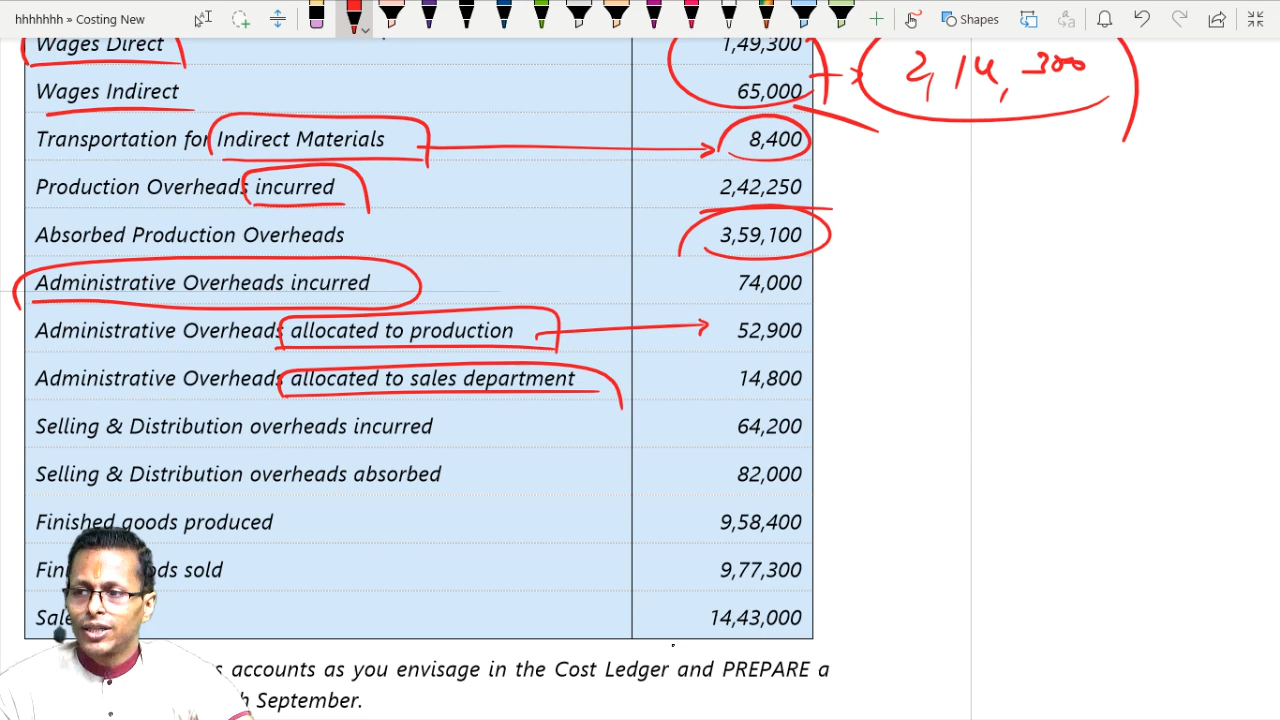 hhhhhhh » Costing New
Shapes
Wages Direct 1,49,300
2,14,300
Wages Indirect 65,000
Transportation for Indirect Materials 8,400
Production Overheads incurred 2,42,250
Absorbed Production Overheads 3,59,100
Administrative Overheads incurred 74,000
Administrative Overheads allocated to production 52,900
Administrative Overheads allocated to sales department 14,800
Selling & Distribution overheads incurred 64,200
Selling & Distribution overheads absorbed 82,000
Finished goods produced 9,58,400
sold 9,77,300
14,43,000
accounts as you envisage in the Cost Ledger and PREPARE a
September.